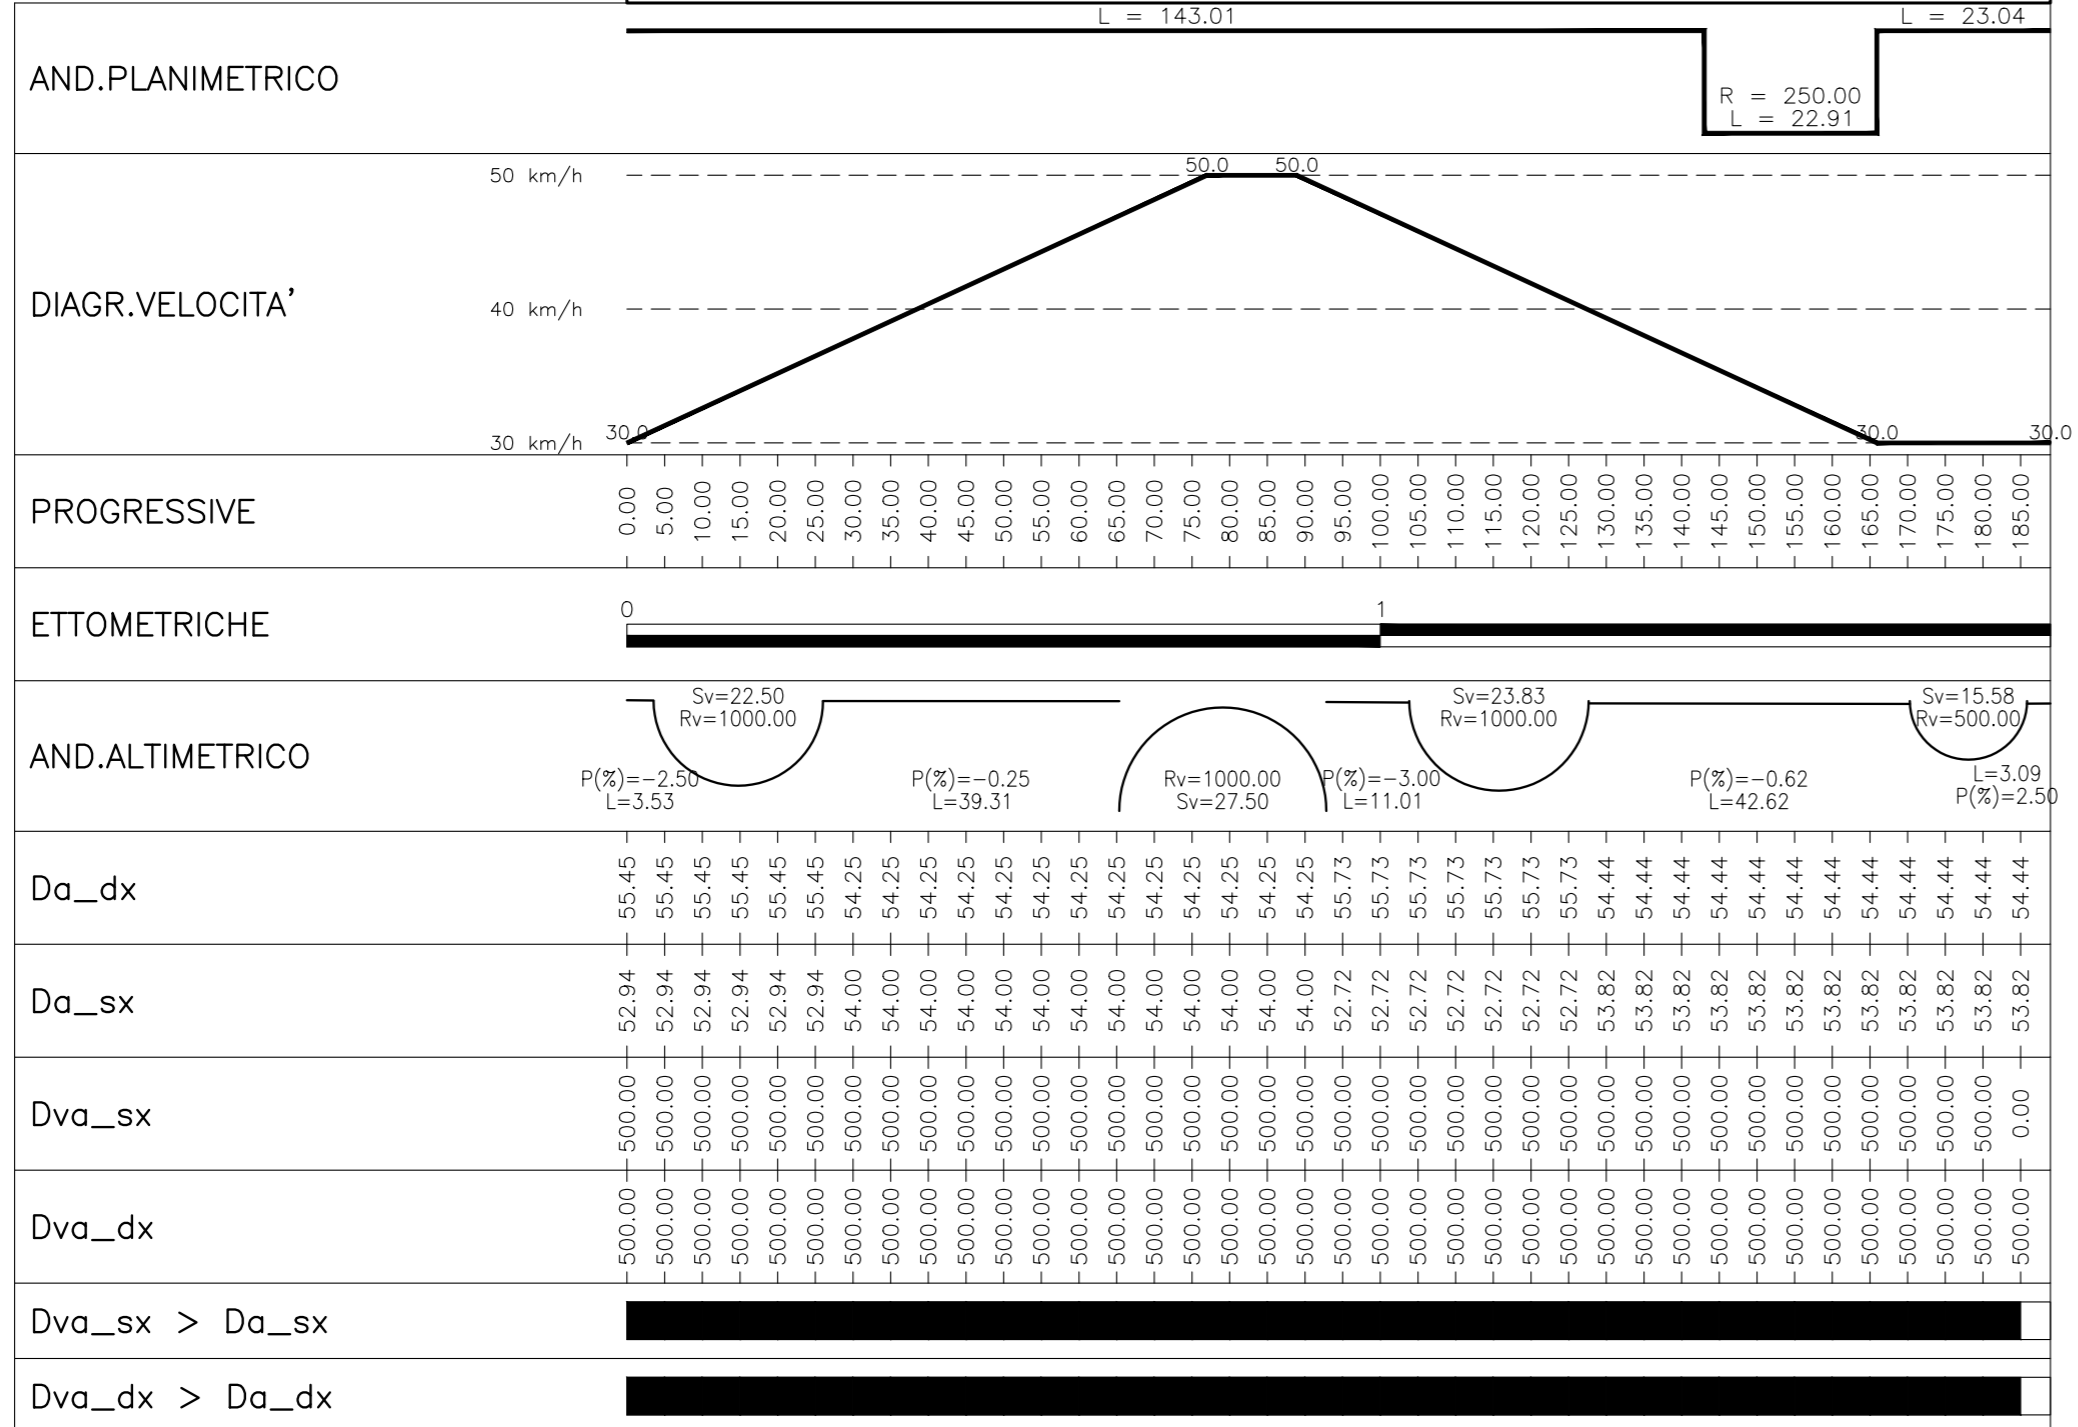 L = 143.01
L = 23.04
AND.PLANIMETRICO
R = 250.00
L = 22.91
50 km/h
50.0 50.0
DIAGR.VELOCITA'
40 km/h
30 km/h
30.0 30.0 30.0
PROGRESSIVE
0.00 5.00 10.00 15.00 20.00 25.00 30.00 35.00 40.00 45.00 50.00 55.00 60.00 65.00 70.00 75.00 80.00 85.00 90.00 95.00 100.00 105.00 110.00 115.00 120.00 125.00 130.00 135.00 140.00 145.00 150.00 155.00 160.00 165.00 170.00 175.00 180.00 185.00
ETTOMETRICHE
0 1
AND.ALTIMETRICO
Sv=22.50
Rv=1000.00
Sv=23.83
Rv=1000.00
Sv=15.58
Rv=500.00
P(%)=-2.50
L=3.53
P(%)=-0.25
L=39.31
Rv=1000.00
Sv=27.50
P(%)=-3.00
L=11.01
P(%)=-0.62
L=42.62
L=3.09
P(%)=2.50
Da_dx
55.45 55.45 55.45 55.45 55.45 55.45 54.25 54.25 54.25 54.25 54.25 54.25 54.25 54.25 54.25 54.25 54.25 54.25 54.25 55.73 55.73 55.73 55.73 55.73 55.73 55.73 54.44 54.44 54.44 54.44 54.44 54.44 54.44 54.44 54.44 54.44 54.44 54.44
Da_sx
52.94 52.94 52.94 52.94 52.94 52.94 54.00 54.00 54.00 54.00 54.00 54.00 54.00 54.00 54.00 54.00 54.00 54.00 54.00 52.72 52.72 52.72 52.72 52.72 52.72 52.72 53.82 53.82 53.82 53.82 53.82 53.82 53.82 53.82 53.82 53.82 53.82 53.82
Dva_sx
500.00 500.00 500.00 500.00 500.00 500.00 500.00 500.00 500.00 500.00 500.00 500.00 500.00 500.00 500.00 500.00 500.00 500.00 500.00 500.00 500.00 500.00 500.00 500.00 500.00 500.00 500.00 500.00 500.00 500.00 500.00 500.00 500.00 500.00 500.00 500.00 500.00 0.00
Dva_dx
500.00 500.00 500.00 500.00 500.00 500.00 500.00 500.00 500.00 500.00 500.00 500.00 500.00 500.00 500.00 500.00 500.00 500.00 500.00 500.00 500.00 500.00 500.00 500.00 500.00 500.00 500.00 500.00 500.00 500.00 500.00 500.00 500.00 500.00 500.00 500.00 500.00 500.00
Dva_sx > Da_sx
Dva_dx > Da_dx